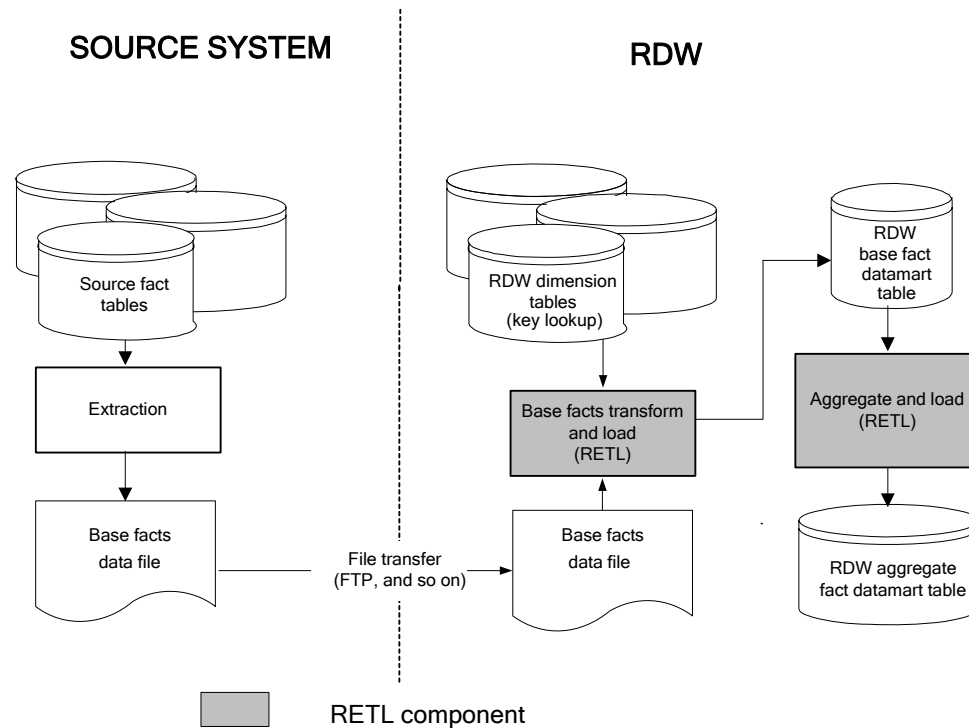 SOURCE SYSTEM
RDW
Source fact
tables
Extraction
Base facts
data file
File transfer
(FTP, and so on)
RDW dimension
tables
(key lookup)
Base facts transform
and load
(RETL)
Base facts
data file
RDW
base fact
datamart
table
Aggregate and load
(RETL)
RDW aggregate
fact datamart table
RETL component